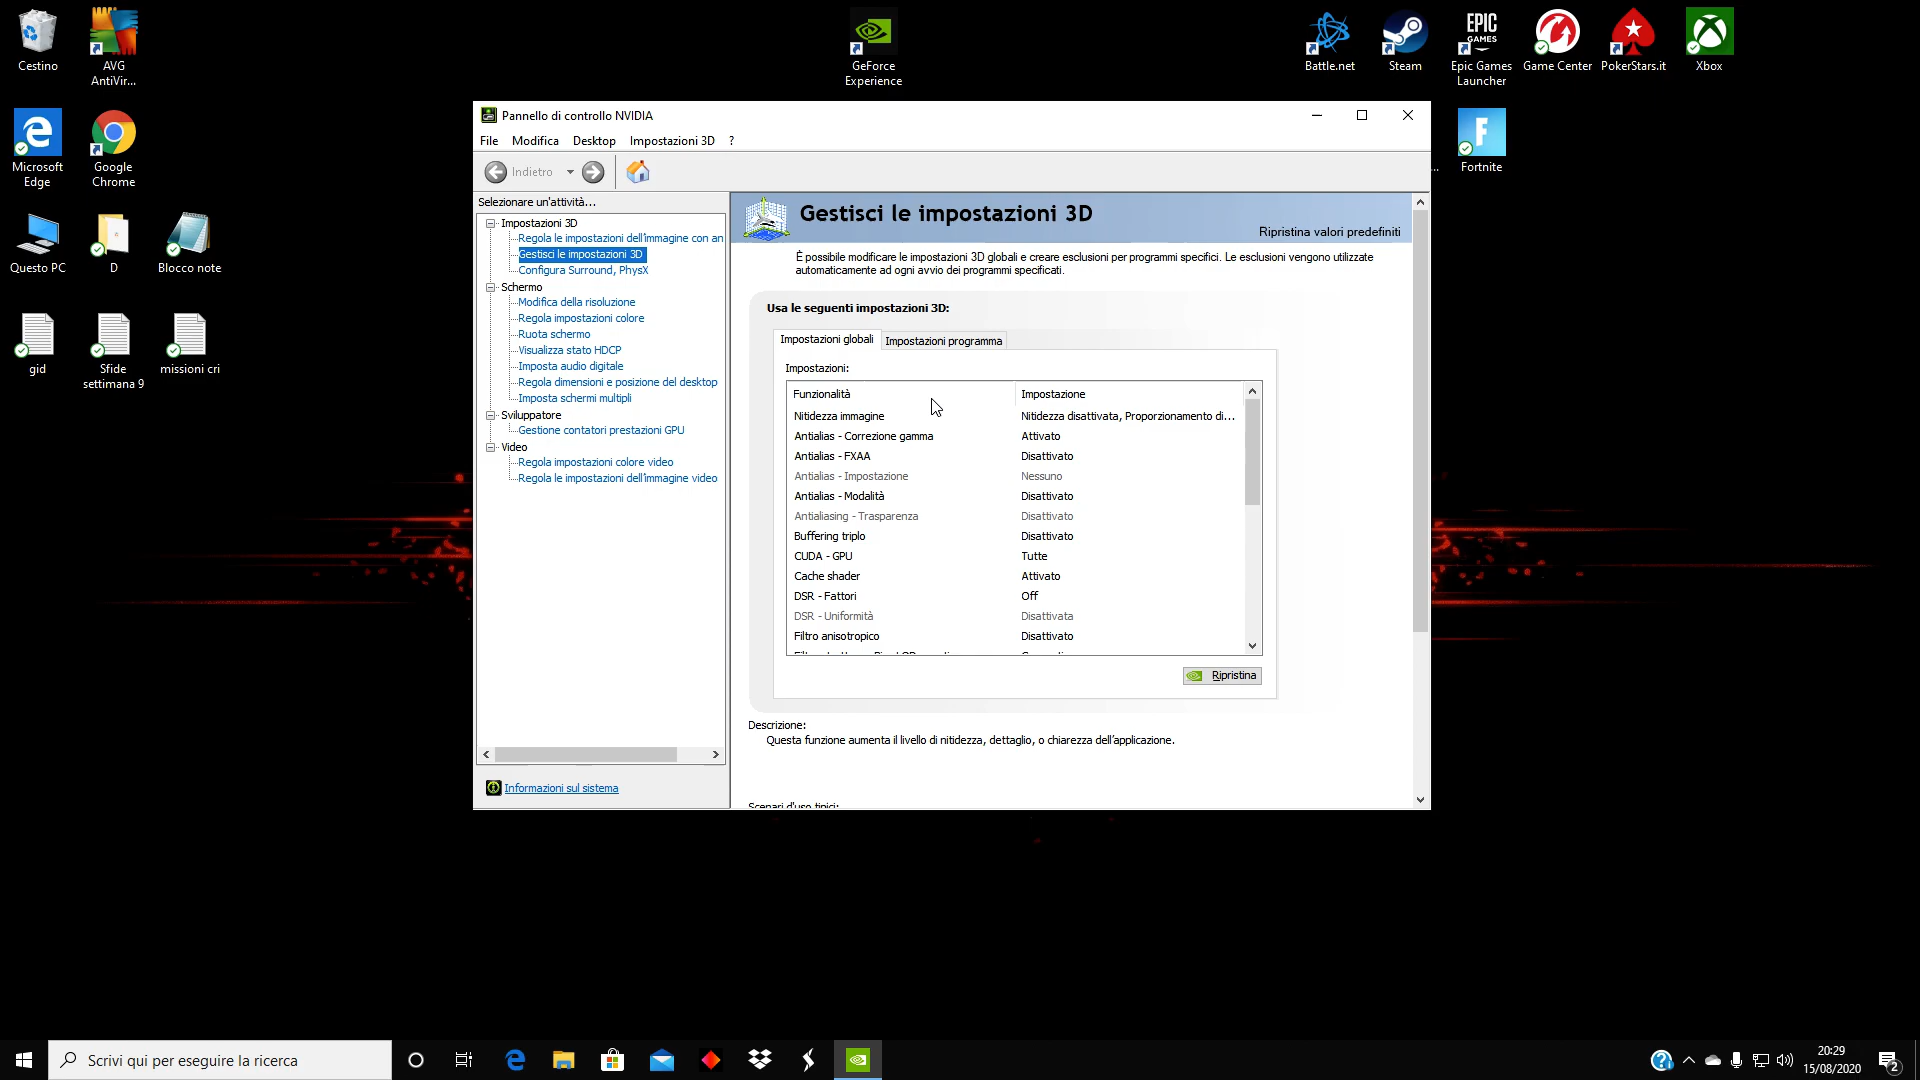 Cestino
AVG
AntiVir...
GeForce
Experience
Battle.net
Steam
EPIC
GAMES
Epic Games
Launcher
Game Center
PokerStars.it
Xbox
Microsoft
Edge
Google
Chrome
Fortnite
...
Questo PC
D
Blocco note
gid
Sfide
settimana 9
missioni cri
Pannello di controllo NVIDIA
File Modifica Desktop Impostazioni 3D ?
Indietro
Selezionare un'attività...
Impostazioni 3D
Regola le impostazioni dell'immagine con an
Gestisci le impostazioni 3D
Configura Surround, PhysX
Schermo
Modifica della risoluzione
Regola impostazioni colore
Ruota schermo
Visualizza stato HDCP
Imposta audio digitale
Regola dimensioni e posizione del desktop
Imposta schermi multipli
Sviluppatore
Gestione contatori prestazioni GPU
Video
Regola impostazioni colore video
Regola le impostazioni dell'immagine video
Informazioni sul sistema
Gestisci le impostazioni 3D
Ripristina valori predefiniti
È possibile modificare le impostazioni 3D globali e creare esclusioni per programmi specifici. Le esclusioni vengono utilizzate
automaticamente ad ogni avvio dei programmi specificati.
Usa le seguenti impostazioni 3D:
Impostazioni globali
Impostazioni programma
Impostazioni:
Funzionalità Impostazione
Nitidezza immagine Nitidezza disattivata, Proporzionamento di...
Antialias - Correzione gamma Attivato
Antialias - FXAA Disattivato
Antialias - Impostazione Nessuno
Antialias - Modalità Disattivato
Antialiasing - Trasparenza Disattivato
Buffering triplo Disattivato
CUDA - GPU Tutte
Cache shader Attivato
DSR - Fattori Off
DSR - Uniformità Disattivata
Filtro anisotropico Disattivato
Ripristina
Descrizione:
Questa funzione aumenta il livello di nitidezza, dettaglio, o chiarezza dell'applicazione.
Scenari d'uso tipici:
Scrivi qui per eseguire la ricerca
20:29
15/08/2020
2